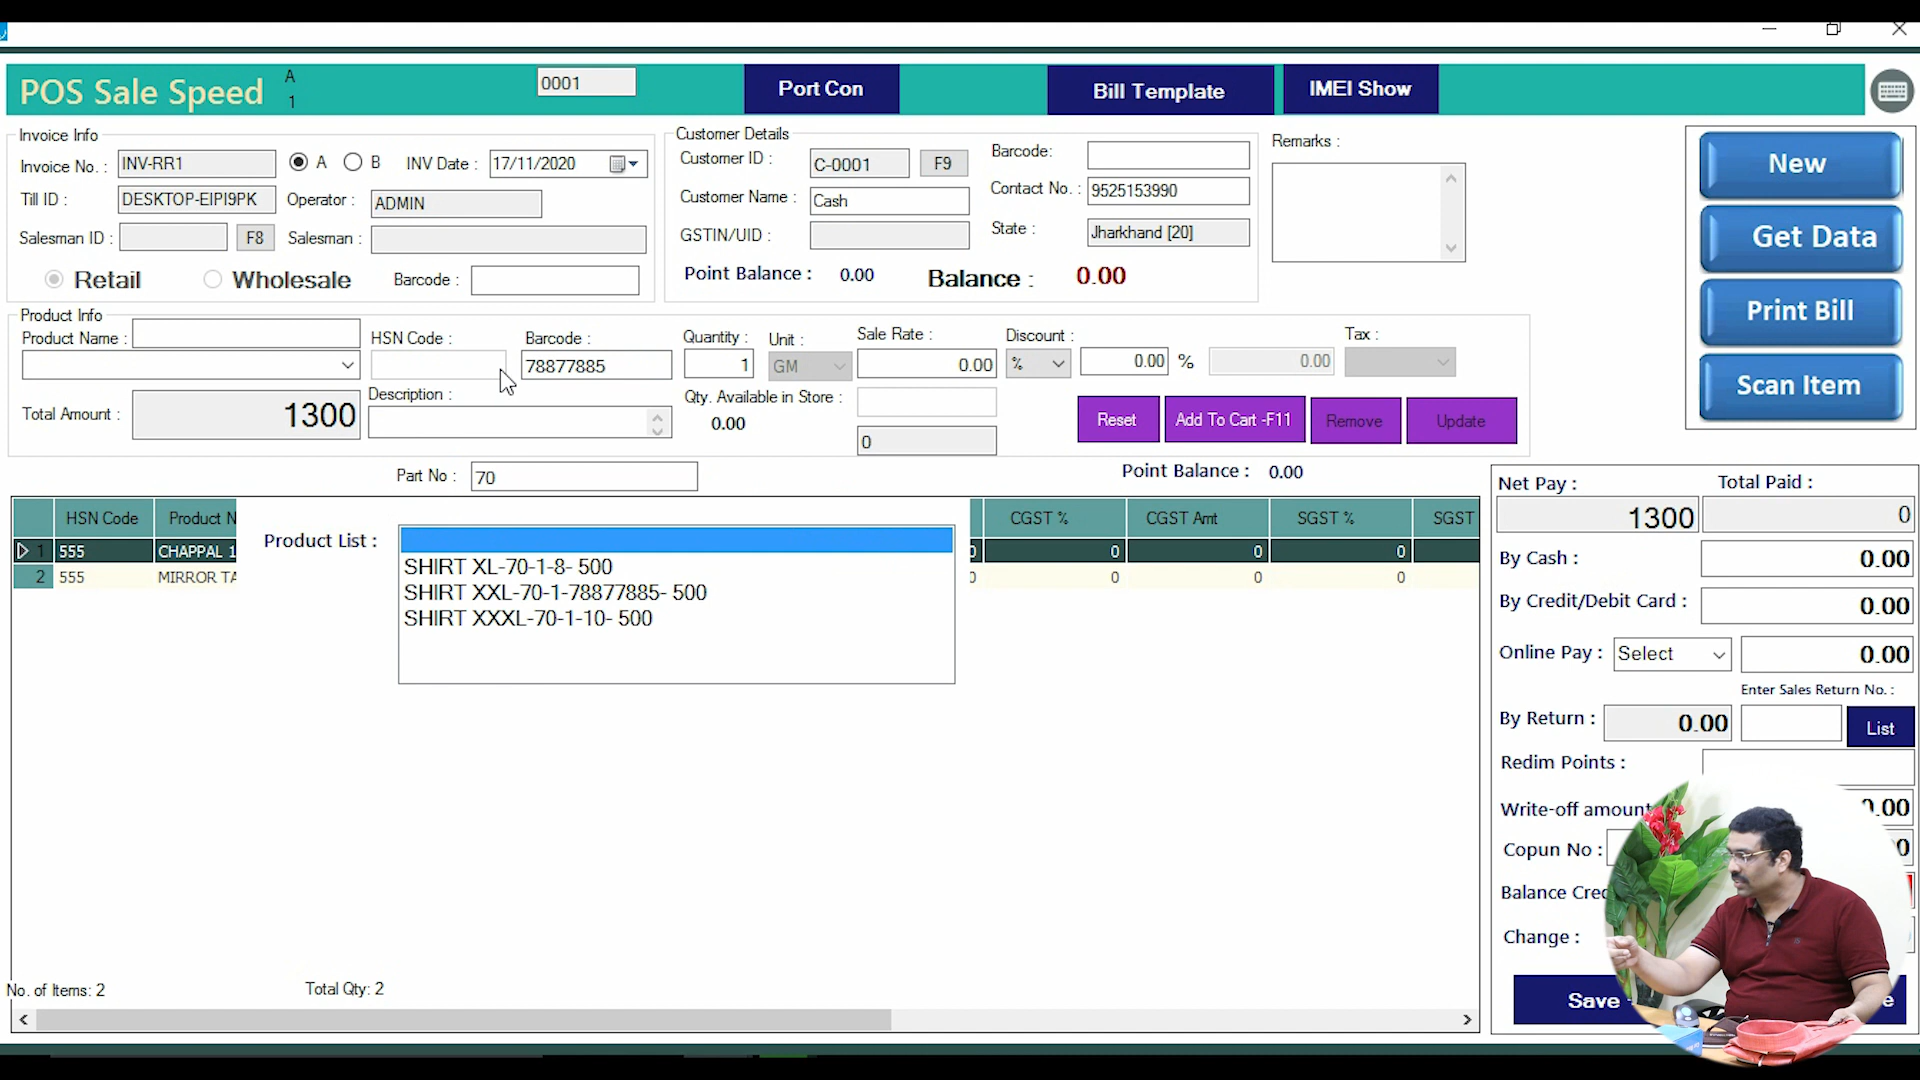 POS Sale Speed
A
1
0001
Port Con
Bill Template
IMEI Show
Invoice Info
Invoice No. :
INV-RR1
A
B
INV Date :
17/11/2020
Till ID :
DESKTOP-EIPI9PK
Operator :
ADMIN
Salesman ID :
F8
Salesman :
Retail
Wholesale
Barcode :
Customer Details
Customer ID :
C-0001
F9
Barcode:
Customer Name :
Cash
Contact No. :
9525153990
GSTIN/UID :
State :
Jharkhand [20]
Point Balance :
0.00
Balance :
0.00
Remarks :
New
Get Data
Print Bill
Scan Item
Product Info
Product Name :
HSN Code :
Barcode :
78877885
Quantity :
1
Unit :
GM
Sale Rate :
0.00
Discount :
%
0.00
%
0.00
Tax :
Total Amount :
1300
Description :
Qty. Available in Store :
0.00
0
Reset
Add To Cart -F11
Remove
Update
Part No :
70
Point Balance :
0.00
HSN Code
Product N
CGST %
CGST Amt
SGST %
SGST
1
555
CHAPPAL 1
0
0
0
2
555
MIRROR TA
0
0
0
Product List :
SHIRT XL-70-1-8- 500
SHIRT XXL-70-1-78877885- 500
SHIRT XXXL-70-1-10- 500
No. of Items: 2
Total Qty: 2
Net Pay :
Total Paid :
1300
0
By Cash :
0.00
By Credit/Debit Card :
0.00
Online Pay :
Select
0.00
Enter Sales Return No. :
By Return :
0.00
List
Redim Points :
Write-off amount
0.00
Copun No :
Balance Cred
Change :
Save